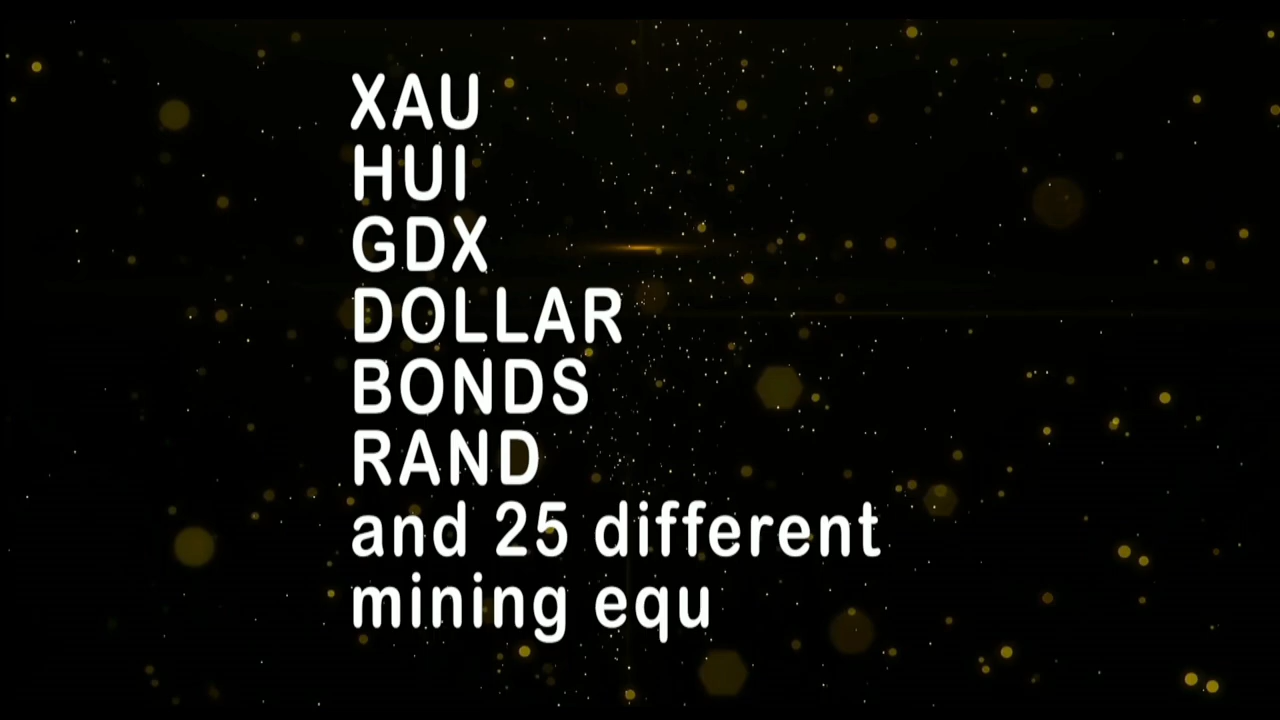 XAU
HUI
GDX
DOLLAR
BONDS
RAND
and 25 different
mining equ